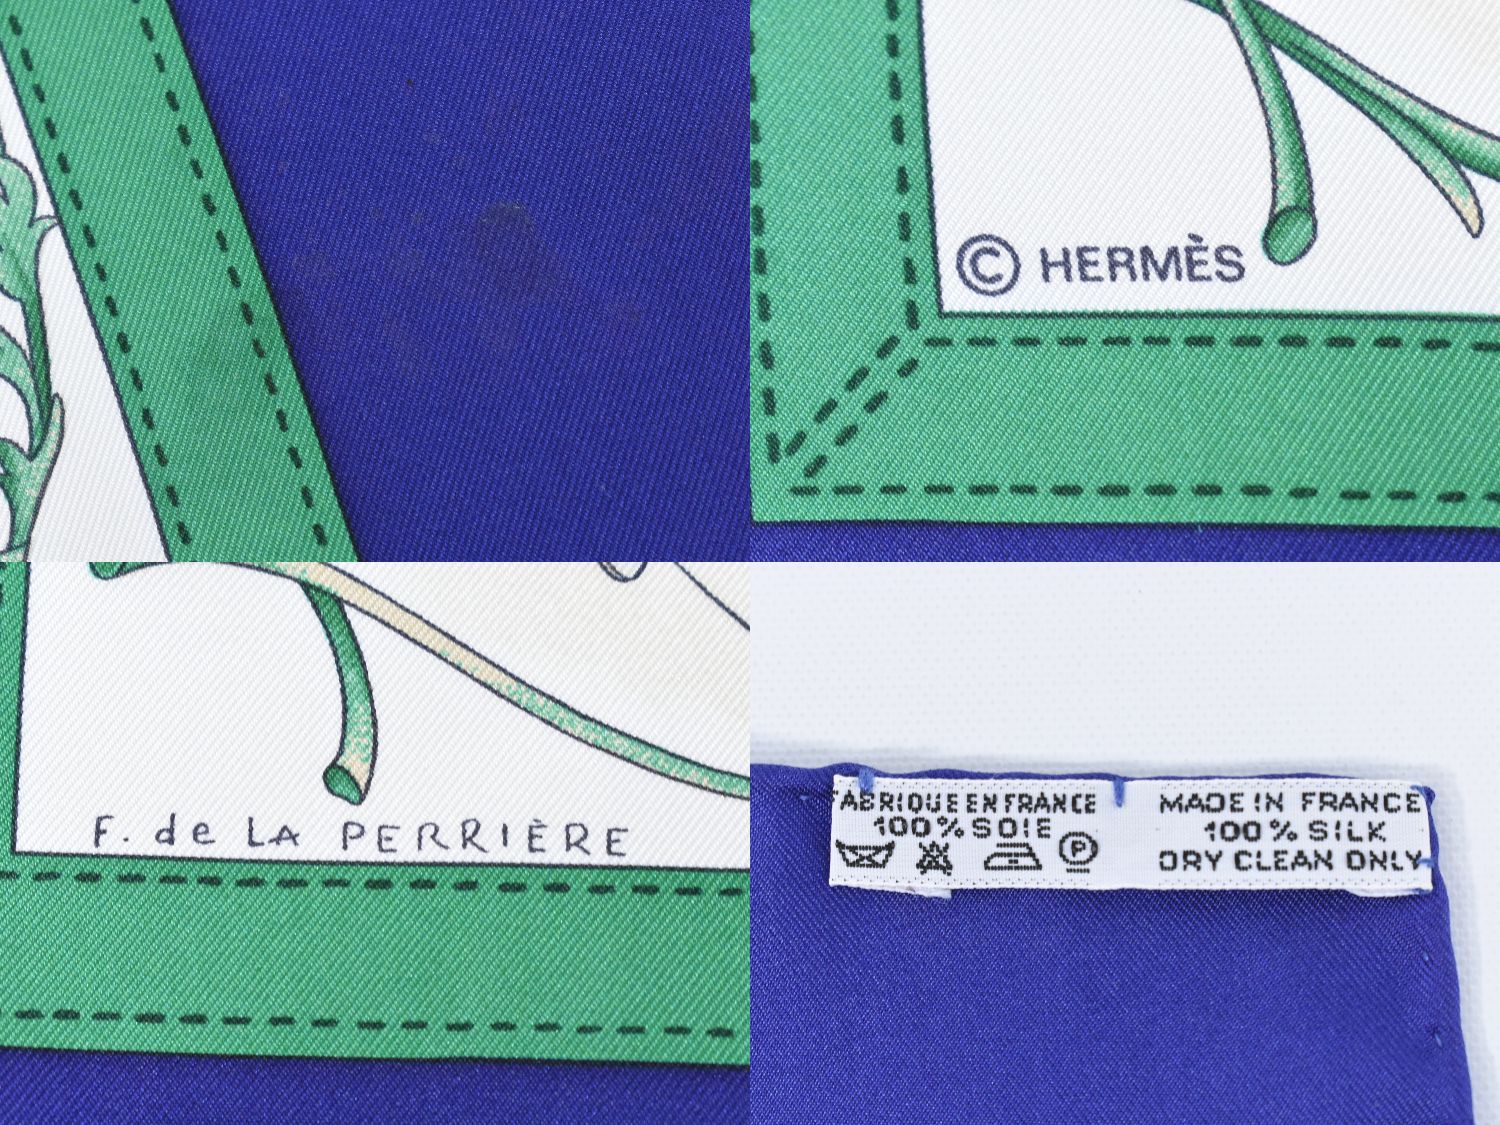 © HERMÈS
F. de LA PERRIÈRE
FABRIQUE EN FRANCE
100% SOIE
P
MADE IN FRANCE
100% SILK
DRY CLEAN ONLY